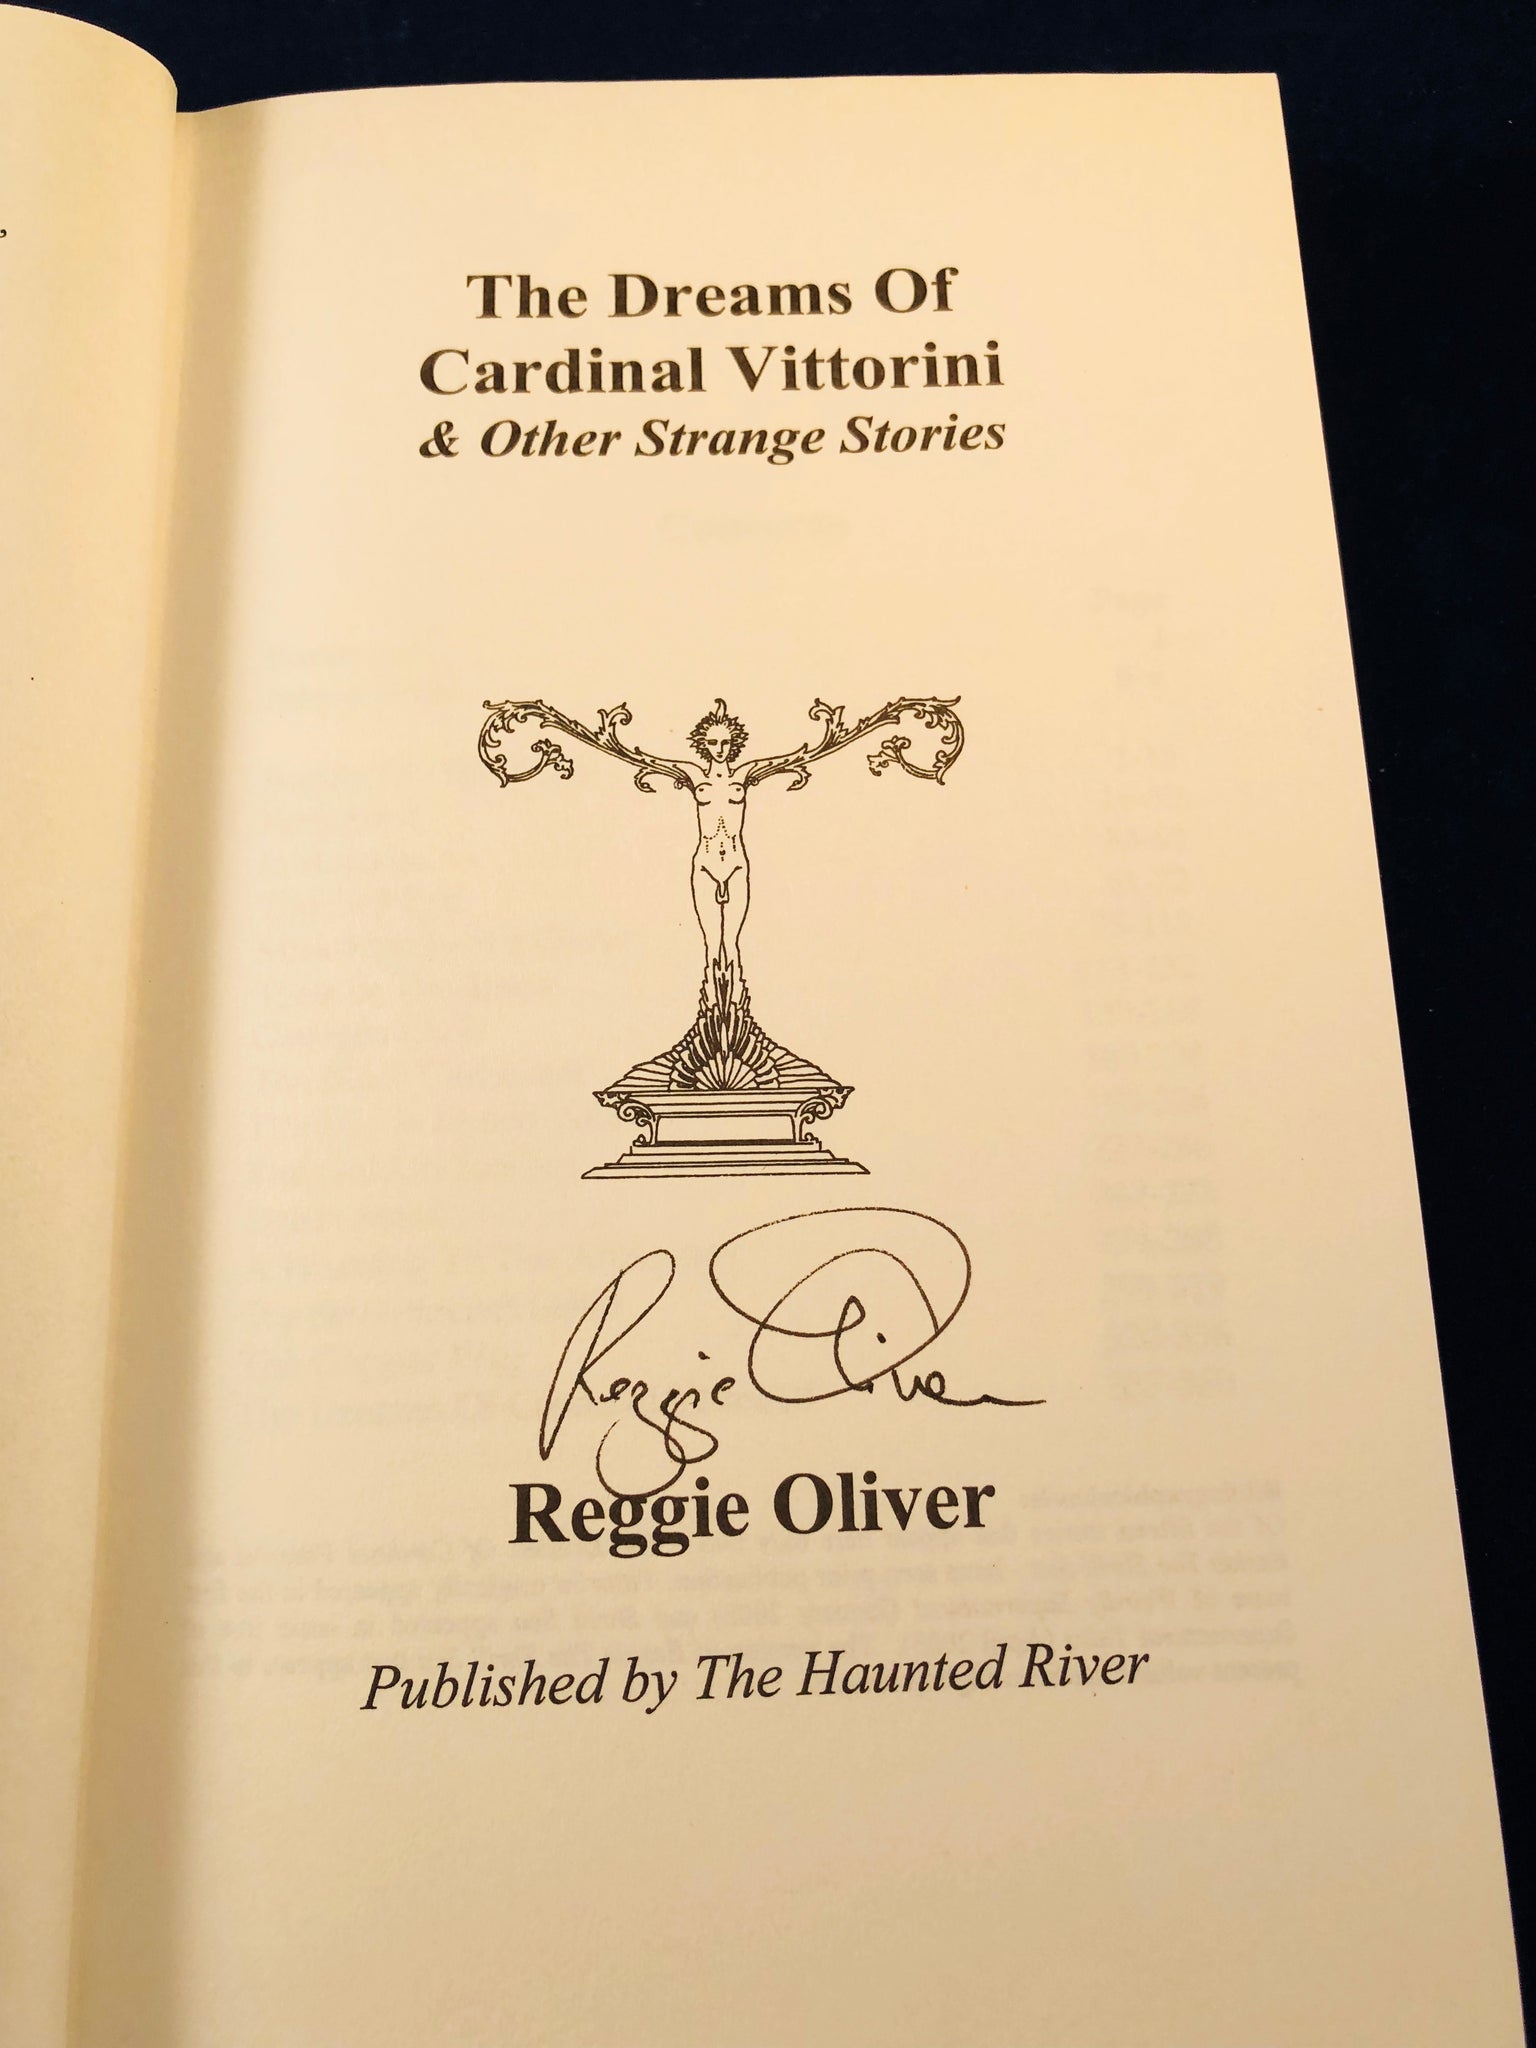 The Dreams Of
Cardinal Vittorini
& Other Strange Stories
Reggie Oliver
Reggie Oliver
Published by The Haunted River